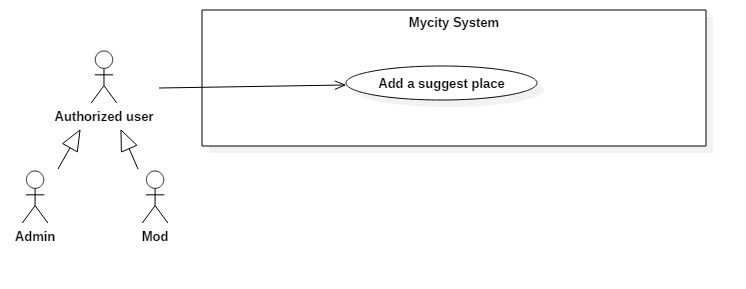 Mycity System
Add a suggest place
Authorized user
Admin
Mod